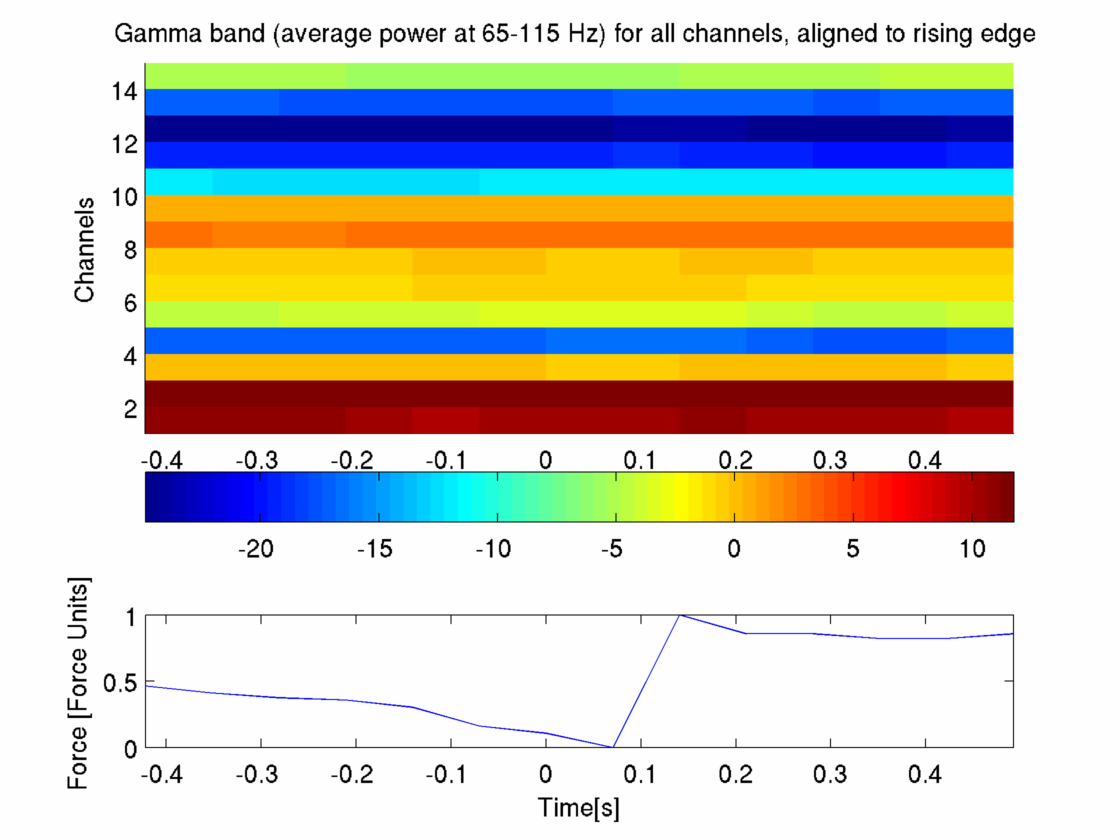 Gamma band (average power at 65-115 Hz) for all channels, aligned to rising edge
14
12
10
8
6
4
2
Channels
-0.4 -0.3 -0.2 -0.1 0 0.1 0.2 0.3 0.4
-20 -15 -10 -5 0 5 10
Force [Force Units]
1
0.5
0
-0.4 -0.3 -0.2 -0.1 0 0.1 0.2 0.3 0.4
Time[s]